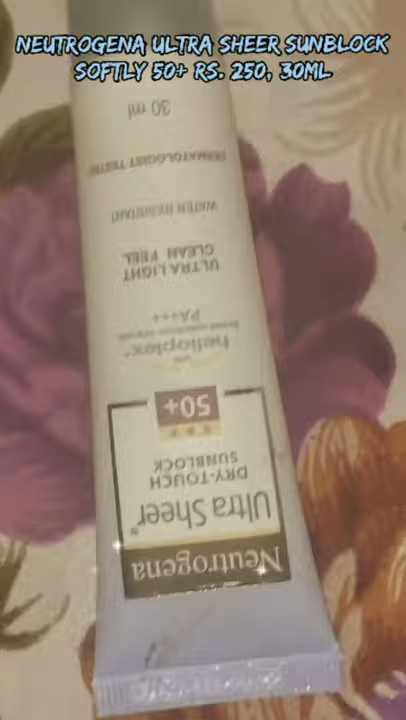 NEUTROGENA ULTRA SHEER SUNBLOCK
SOFTLY 50+ RS. 250, 30ML
Neutrogena
Ultra Sheer®
DRY-TOUCH
SUNBLOCK
50+
helioplex®
PA++++
ULTRA LIGHT
CLEAN FEEL
WATER RESISTANT
DERMATOLOGIST TESTED
30 ml